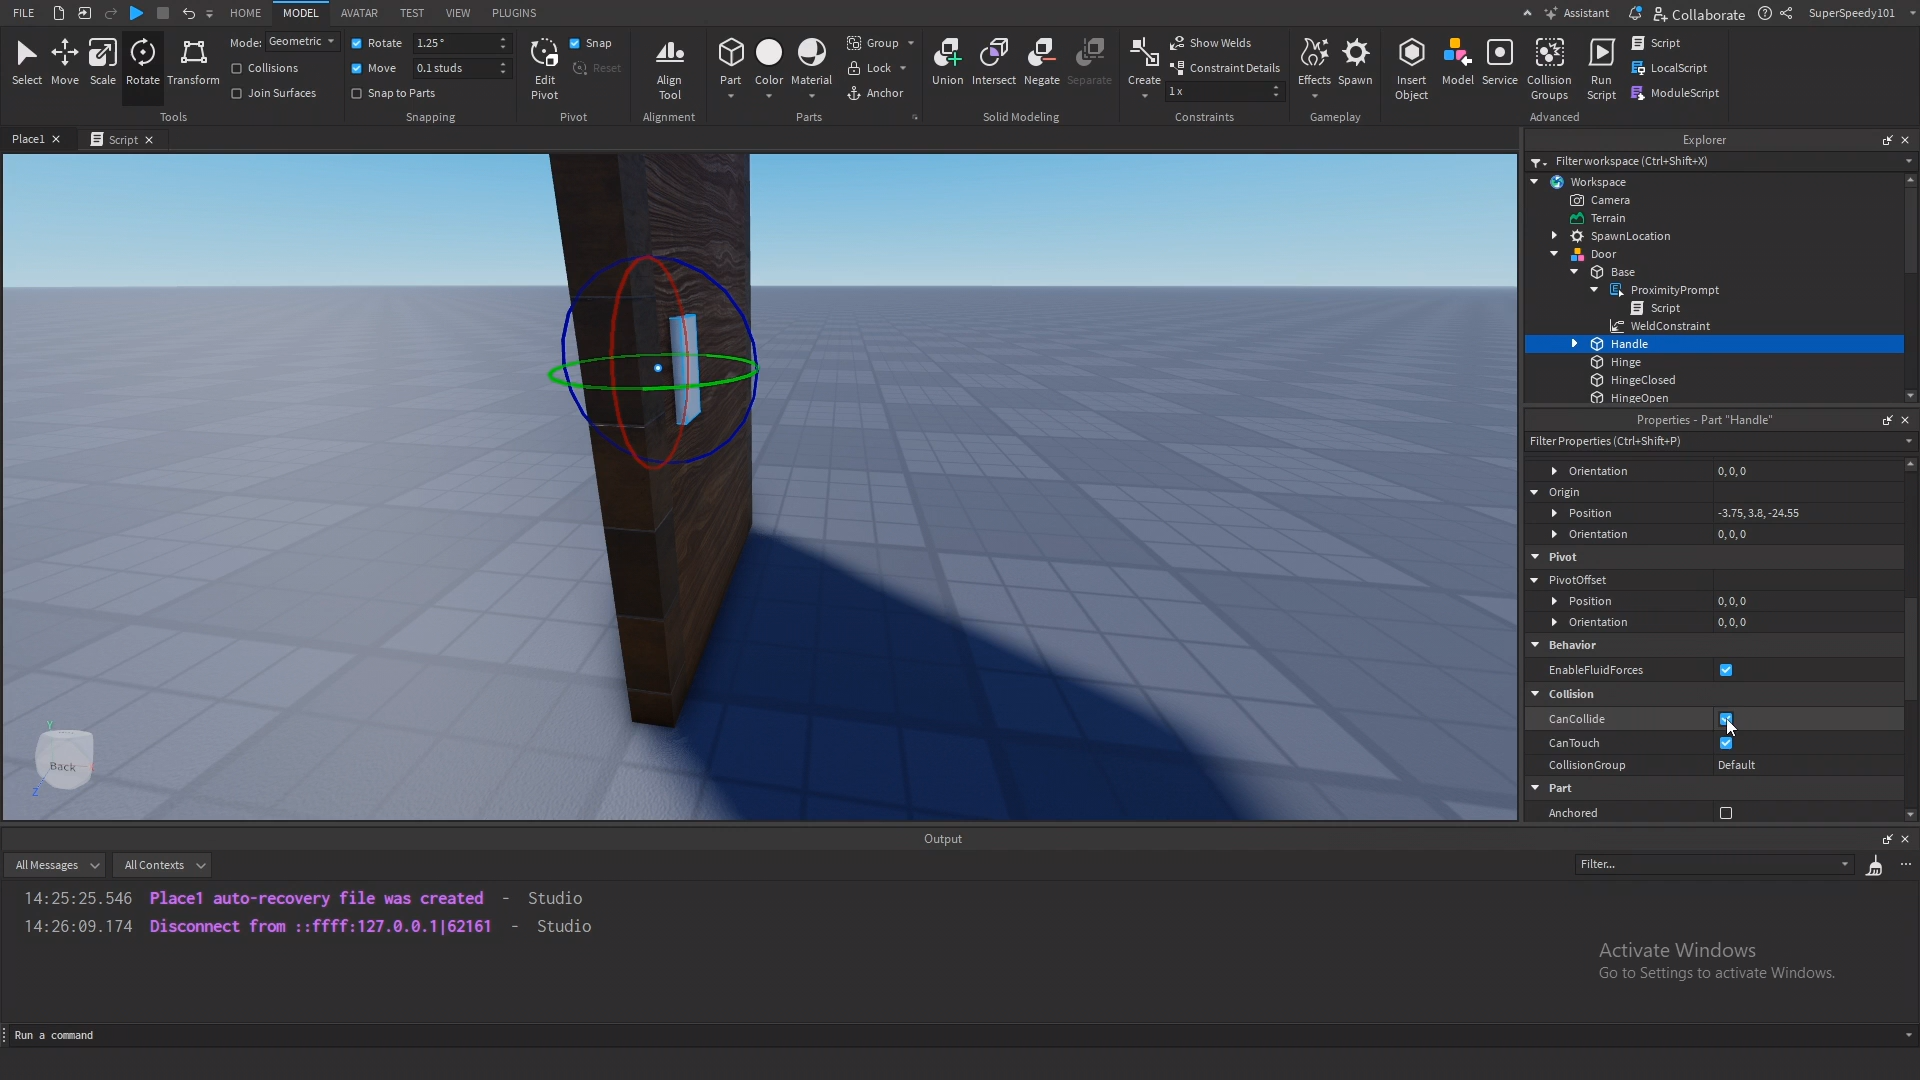 FILE HOME MODEL AVATAR TEST VIEW PLUGINS Assistant Collaborate SuperSpeedy101
Select Move Scale Rotate Transform
Mode: Geometric
Collisions
Join Surfaces
Tools
Rotate 1.25°
Move 0.1 studs
Snap to Parts
Snapping
Edit Pivot
Snap
Reset
Pivot
Align Tool
Alignment
Part Color Material
Group
Lock
Anchor
Parts
Union Intersect Negate Separate
Solid Modeling
Create
Show Welds
Constraint Details
1 x
Constraints
Effects Spawn
Gameplay
Insert Object
Model
Service
Collision Groups
Run Script
Script
LocalScript
ModuleScript
Advanced
Place1 Script
Back
Y
Z
Explorer
Filter workspace (Ctrl+Shift+X)
Workspace
Camera
Terrain
SpawnLocation
Door
Base
ProximityPrompt
Script
WeldConstraint
Handle
Hinge
HingeClosed
HingeOpen
Properties - Part "Handle"
Filter Properties (Ctrl+Shift+P)
Orientation 0, 0, 0
Origin
Position -3.75, 3.8, -24.55
Orientation 0, 0, 0
Pivot
PivotOffset
Position 0, 0, 0
Orientation 0, 0, 0
Behavior
EnableFluidForces
Collision
CanCollide
CanTouch
CollisionGroup Default
Part
Anchored
Output
All Messages All Contexts Filter...
14:25:25.546 Place1 auto-recovery file was created - Studio
14:26:09.174 Disconnect from ::ffff:127.0.0.1|62161 - Studio
Activate Windows
Go to Settings to activate Windows.
Run a command